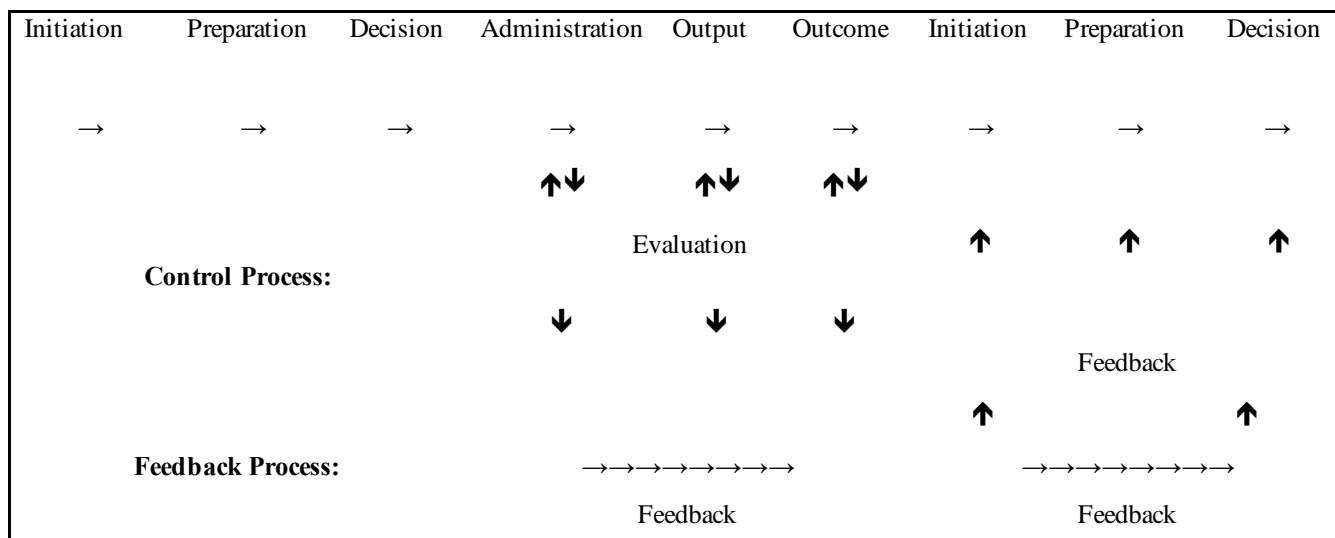 Initiation Preparation Decision Administration Output Outcome Initiation Preparation Decision
→ → → → → → → → →
🡹🡻 🡹🡻 🡹🡻
Evaluation 🡹 🡹 🡹
Control Process:
🡻 🡻 🡻
Feedback
🡹 🡹
Feedback Process: →→→→→→→→ →→→→→→→→
Feedback Feedback